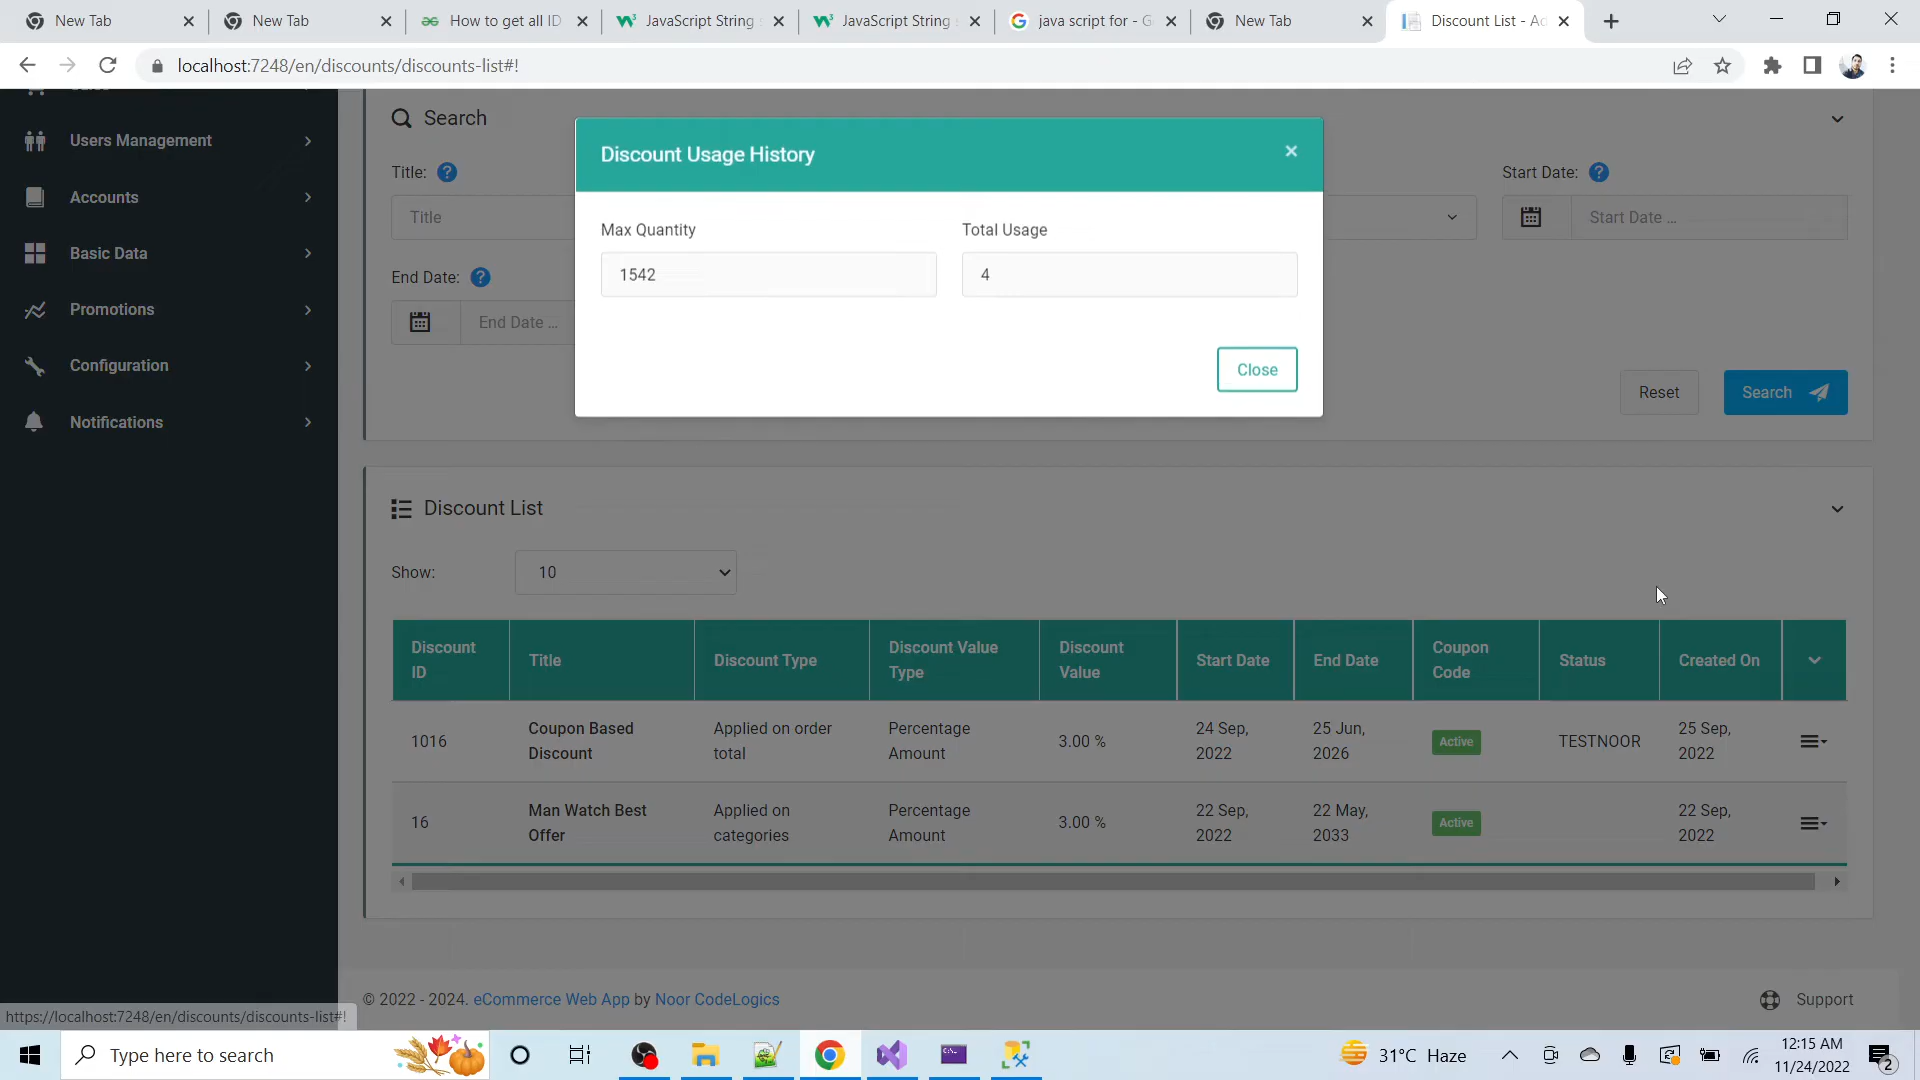 New Tab
New Tab
How to get all ID
JavaScript String
JavaScript String
java script for - G
New Tab
Discount List - Ad
localhost:7248/en/discounts/discounts-list#!
Users Management
Accounts
Basic Data
Promotions
Configuration
Notifications
Search
Title:
Title
Start Date:
Start Date ...
End Date:
End Date ...
Reset
Search
Discount Usage History
Max Quantity
Total Usage
1542
4
Close
Discount List
Show:
10
Discount ID
Title
Discount Type
Discount Value Type
Discount Value
Start Date
End Date
Coupon Code
Status
Created On
1016
Coupon Based Discount
Applied on order total
Percentage Amount
3.00 %
24 Sep, 2022
25 Jun, 2026
Active
TESTNOOR
25 Sep, 2022
16
Man Watch Best Offer
Applied on categories
Percentage Amount
3.00 %
22 Sep, 2022
22 May, 2033
Active
22 Sep, 2022
© 2022 - 2024. eCommerce Web App by Noor CodeLogics
Support
https://localhost:7248/en/discounts/discounts-list#!
Type here to search
31°C Haze
12:15 AM
11/24/2022
2